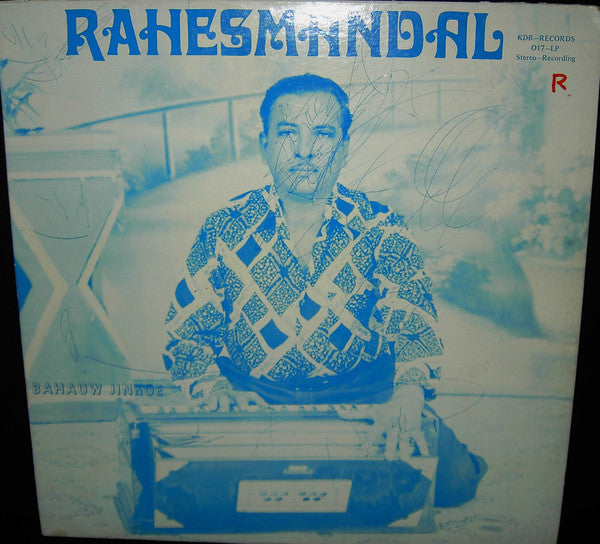 RAHESMANDAL
KDR—RECORDS
017—LP
Stereo—Recording
R
BAHAUW JINKOE